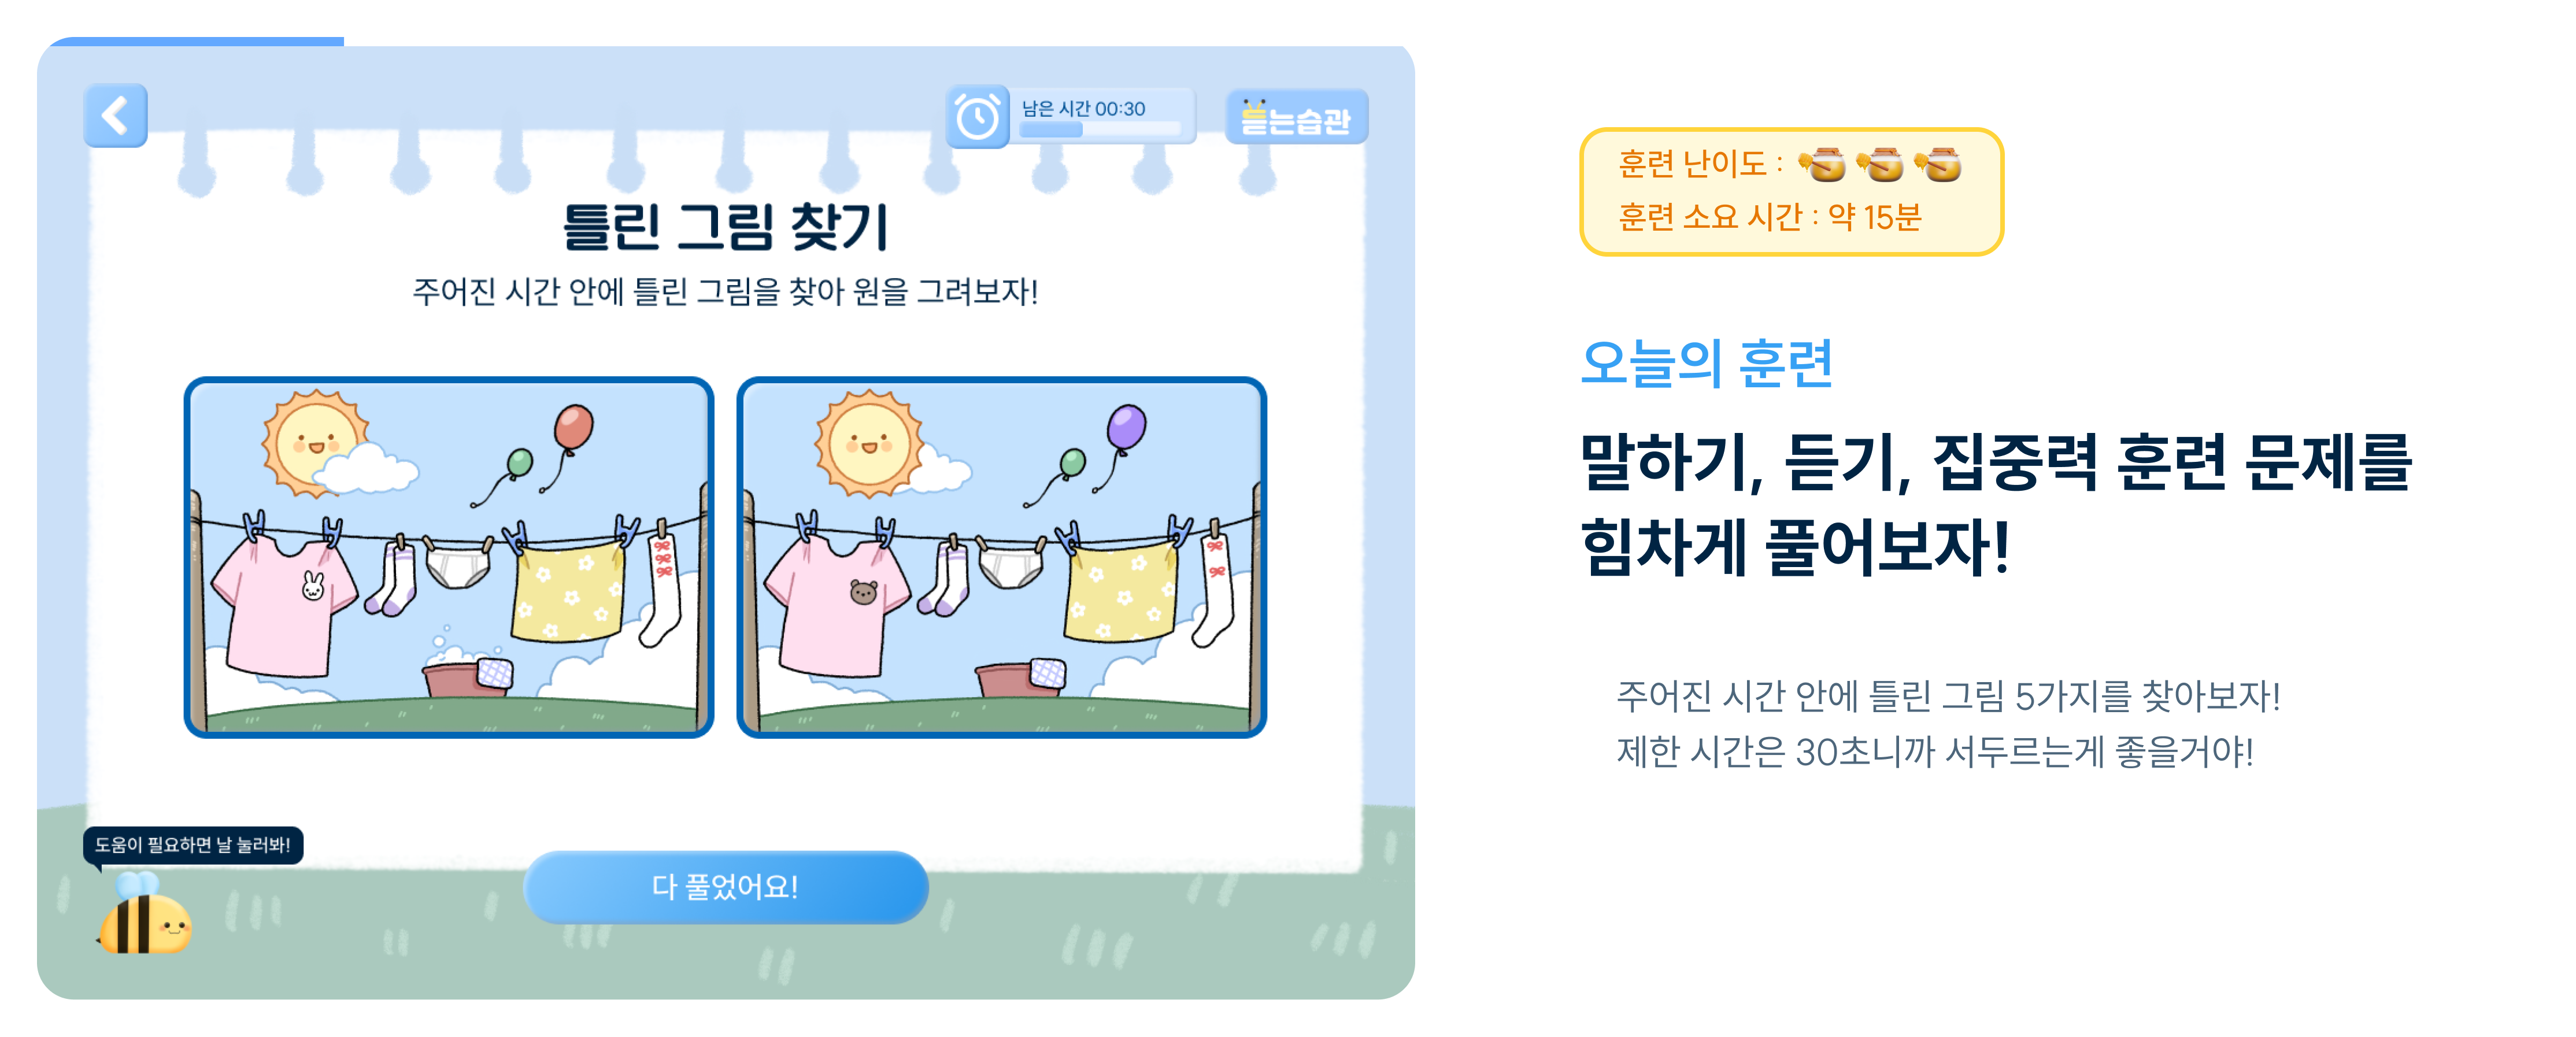 남은 시간 00:30
듣는습관
틀린 그림 찾기
주어진 시간 안에 틀린 그림을 찾아 원을 그려보자!
도움이 필요하면 날 눌러봐!
다 풀었어요!
훈련 난이도 :
훈련 소요 시간 : 약 15분
오늘의 훈련
말하기, 듣기, 집중력 훈련 문제를
힘차게 풀어보자!
주어진 시간 안에 틀린 그림 5가지를 찾아보자!
제한 시간은 30초니까 서두르는게 좋을거야!